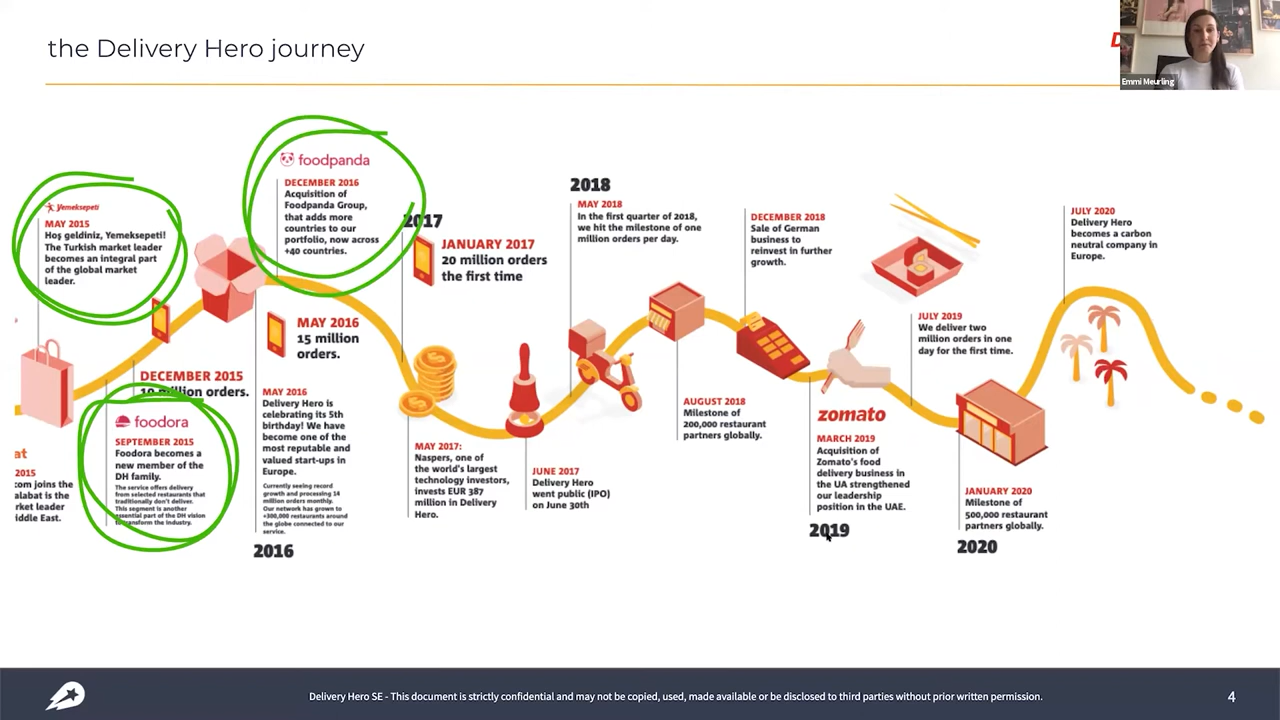 the Delivery Hero journey
D
Emmi Meurling
Yemeksepeti
MAY 2015
Hoş geldiniz, Yemeksepeti!
The Turkish market leader
becomes an integral part
of the global market
leader.
foodpanda
DECEMBER 2016
Acquisition of
Foodpanda Group,
that adds more
countries to our
portfolio, now across
+40 countries.
2017
JANUARY 2017
20 million orders
the first time
2018
MAY 2018
In the first quarter of 2018,
we hit the milestone of one
million orders per day.
DECEMBER 2018
Sale of German
business to
reinvest in further
growth.
JULY 2020
Delivery Hero
becomes a carbon
neutral company in
Europe.
MAY 2016
15 million
orders.
JULY 2019
We deliver two
million orders in one
day for the first time.
DECEMBER 2015
10 million orders.
foodora
SEPTEMBER 2015
Foodora becomes a
new member of the
DH family.
The service offers delivery
from selected restaurants that
traditionally don't deliver.
This segment is another
essential part of the DH vision
to transform the industry.
at
2015
com joins the
alabat is the
rket leader
iddle East.
MAY 2016
Delivery Hero is
celebrating its 5th
birthday! We have
become one of the
most reputable and
valued start-ups in
Europe.
Currently seeing record
growth and processing 14
million orders monthly.
Our network has grown to
+300,000 restaurants around
the globe connected to our
service.
2016
MAY 2017:
Naspers, one of
the world's largest
technology investors,
invests EUR 387
million in Delivery
Hero.
JUNE 2017
Delivery Hero
went public (IPO)
on June 30th
AUGUST 2018
Milestone of
200,000 restaurant
partners globally.
zomato
MARCH 2019
Acquisition of
Zomato's food
delivery business in
the UA strengthened
our leadership
position in the UAE.
2019
JANUARY 2020
Milestone of
500,000 restaurant
partners globally.
2020
Delivery Hero SE - This document is strictly confidential and may not be copied, used, made available or be disclosed to third parties without prior written permission.
4